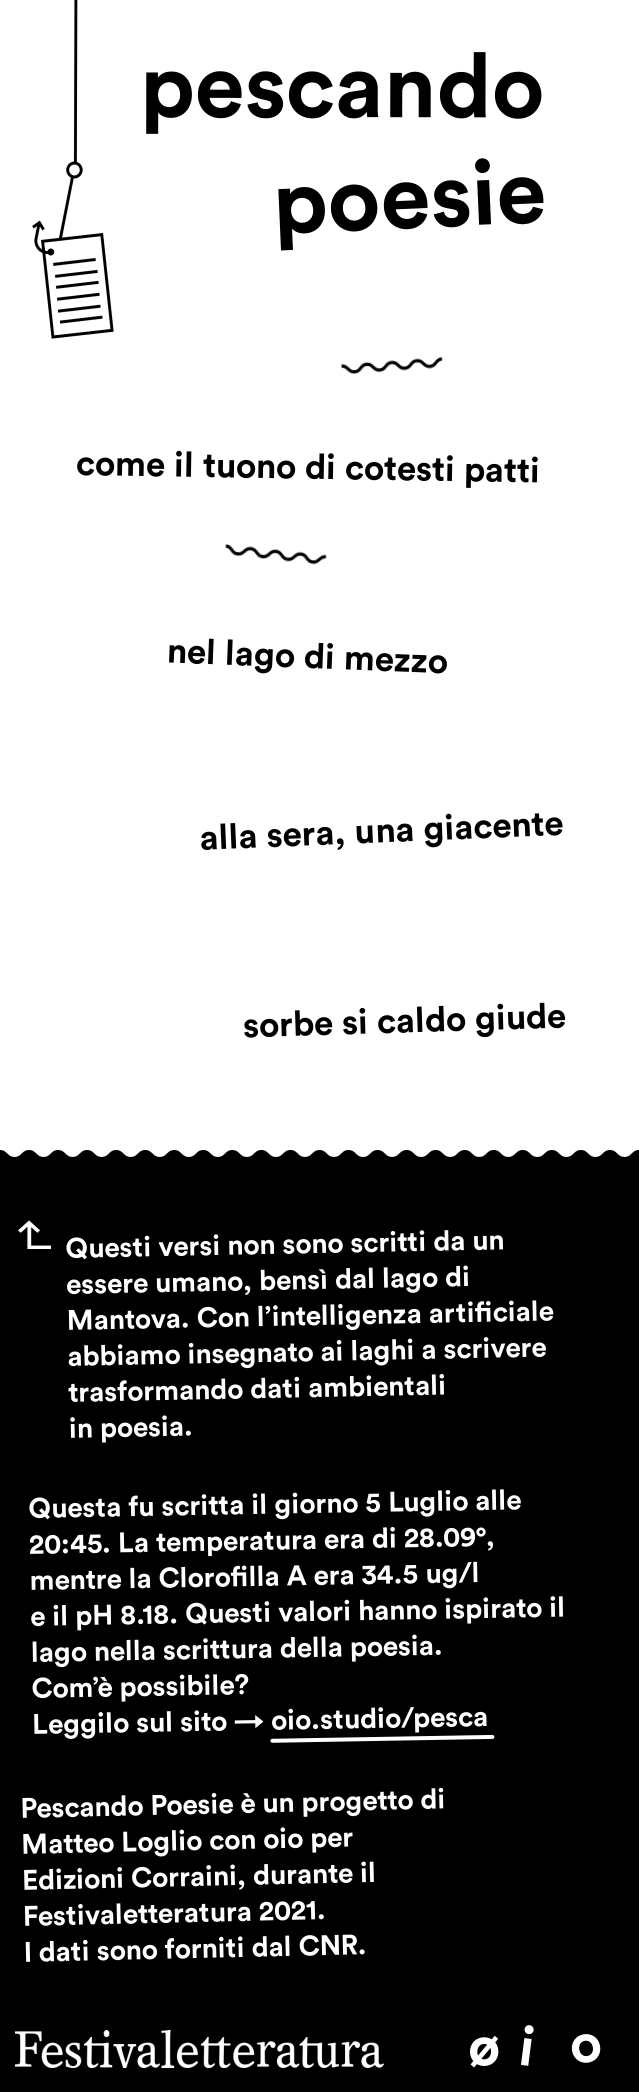 pescando
poesie
come il tuono di cotesti patti
nel lago di mezzo
alla sera, una giacente
sorbe si caldo giude
Questi versi non sono scritti da un
essere umano, bensì dal lago di
Mantova. Con l’intelligenza artificiale
abbiamo insegnato ai laghi a scrivere
trasformando dati ambientali
in poesia.
Questa fu scritta il giorno 5 Luglio alle
20:45. La temperatura era di 28.09°,
mentre la Clorofilla A era 34.5 ug/l
e il pH 8.18. Questi valori hanno ispirato il
lago nella scrittura della poesia.
Com’è possibile?
Leggilo sul sito → oio.studio/pesca
Pescando Poesie è un progetto di
Matteo Loglio con oio per
Edizioni Corraini, durante il
Festivaletteratura 2021.
I dati sono forniti dal CNR.
Festivaletteratura ø i o